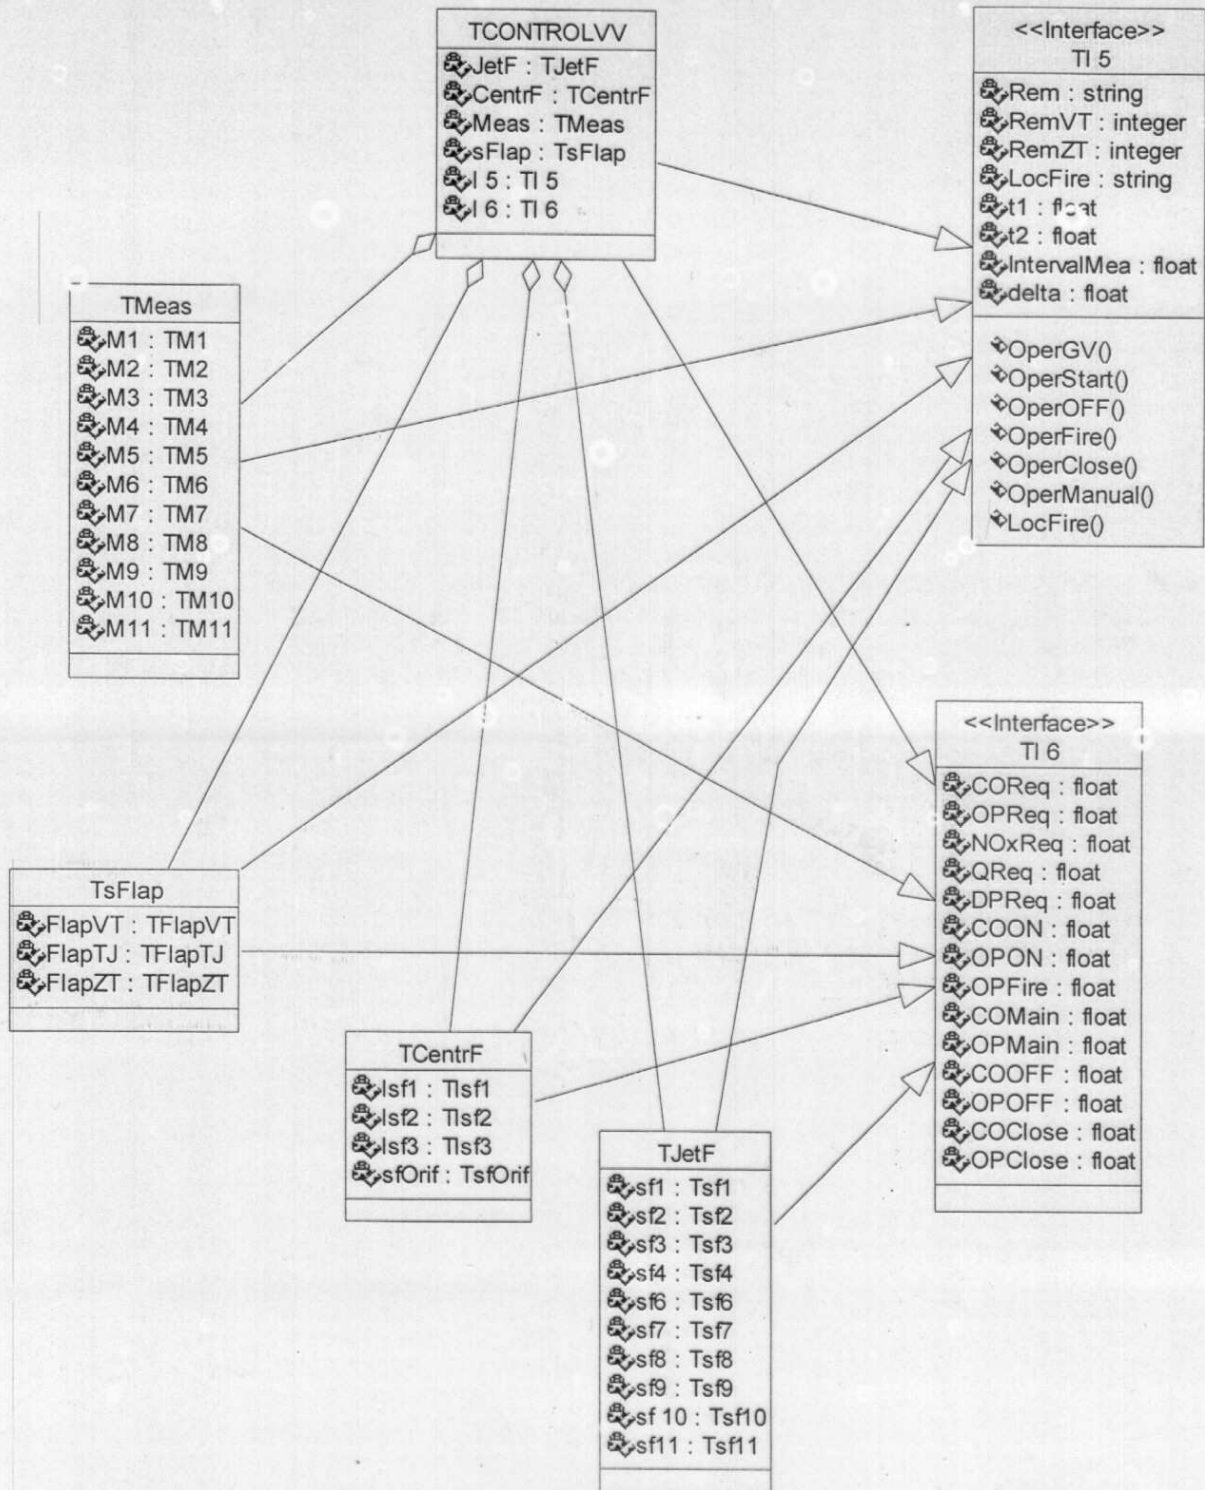 TCONTROLVV
JetF : TJetF
CentrF : TCentrF
Meas : TMeas
sFlap : TsFlap
I 5 : TI 5
I 6 : TI 6
<<Interface>>
TI 5
Rem : string
RemVT : integer
RemZT : integer
LocFire : string
t1 : float
t2 : float
IntervalMea : float
delta : float
OperGV()
OperStart()
OperOFF()
OperFire()
OperClose()
OperManual()
LocFire()
TMeas
M1 : TM1
M2 : TM2
M3 : TM3
M4 : TM4
M5 : TM5
M6 : TM6
M7 : TM7
M8 : TM8
M9 : TM9
M10 : TM10
M11 : TM11
<<Interface>>
TI 6
COReq : float
OPReq : float
NOxReq : float
QReq : float
DPReq : float
COON : float
OPON : float
OPFire : float
COMain : float
OPMain : float
COOFF : float
OPOFF : float
COClose : float
OPClose : float
TsFlap
FlapVT : TFlapVT
FlapTJ : TFlapTJ
FlapZT : TFlapZT
TCentrF
Isf1 : TIsf1
Isf2 : TIsf2
Isf3 : TIsf3
sfOrif : TsfOrif
TJetF
sf1 : Tsf1
sf2 : Tsf2
sf3 : Tsf3
sf4 : Tsf4
sf6 : Tsf6
sf7 : Tsf7
sf8 : Tsf8
sf9 : Tsf9
sf 10 : Tsf10
sf11 : Tsf11